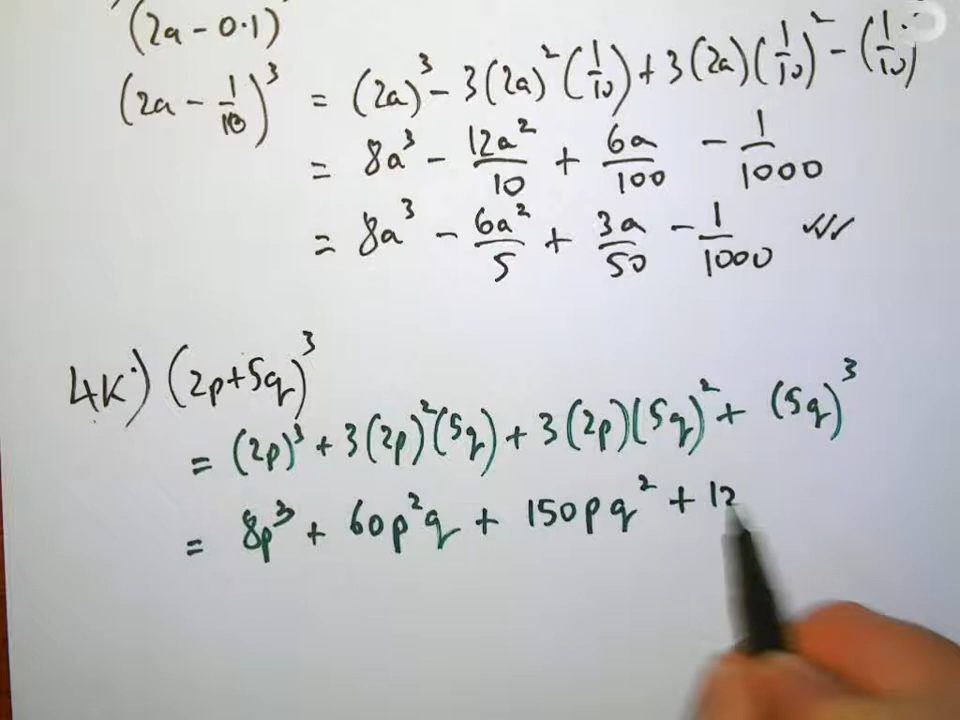 (2a - 0.1)
(2a - 1/10)³ = (2a)³ - 3(2a)²(1/10) + 3(2a)(1/10)² - (1/10)
= 8a³ - 12a²/10 + 6a/100 - 1/1000
= 8a³ - 6a²/5 + 3a/50 - 1/1000
4K.) (2p+5q)³
= (2p)³ + 3(2p)²(5q) + 3(2p)(5q)² + (5q)³
= 8p³ + 60p²q + 150pq² + 12